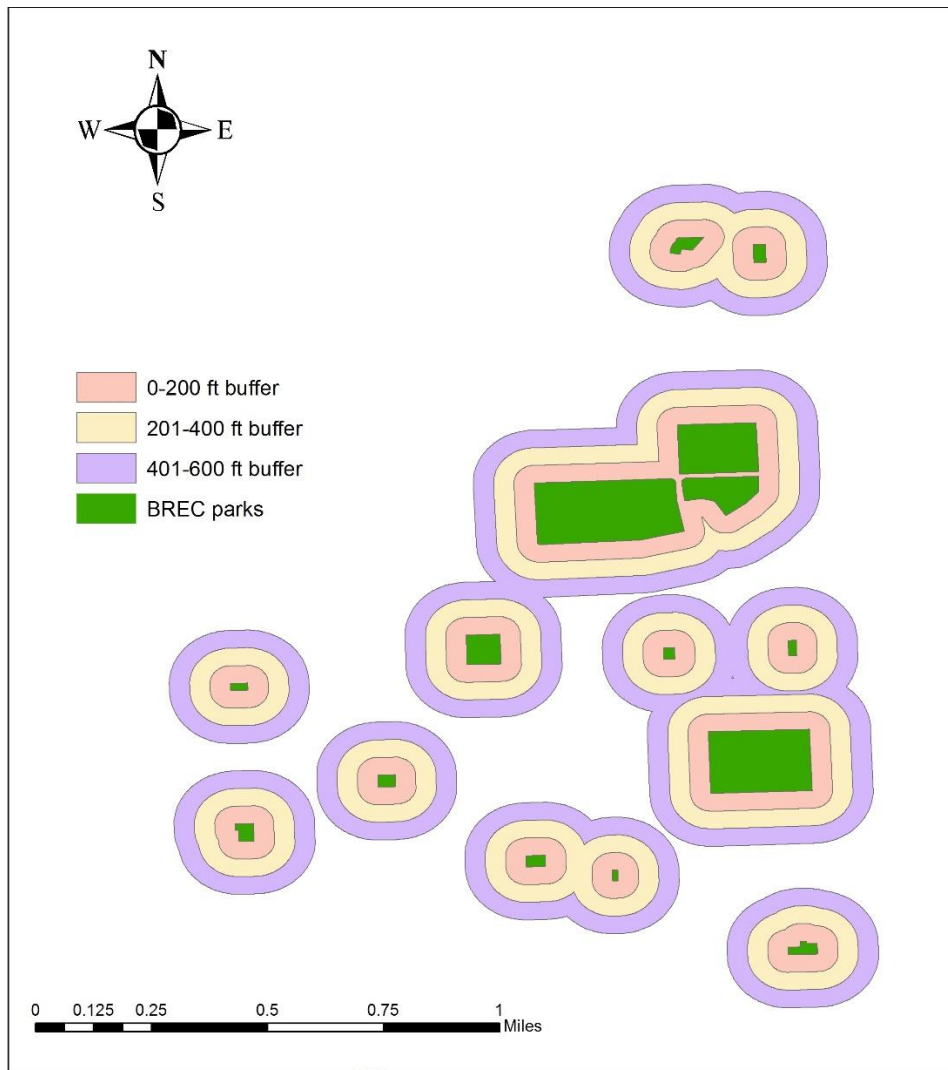 N
W E
S
0-200 ft buffer
201-400 ft buffer
401-600 ft buffer
BREC parks
0 0.125 0.25 0.5 0.75 1
Miles